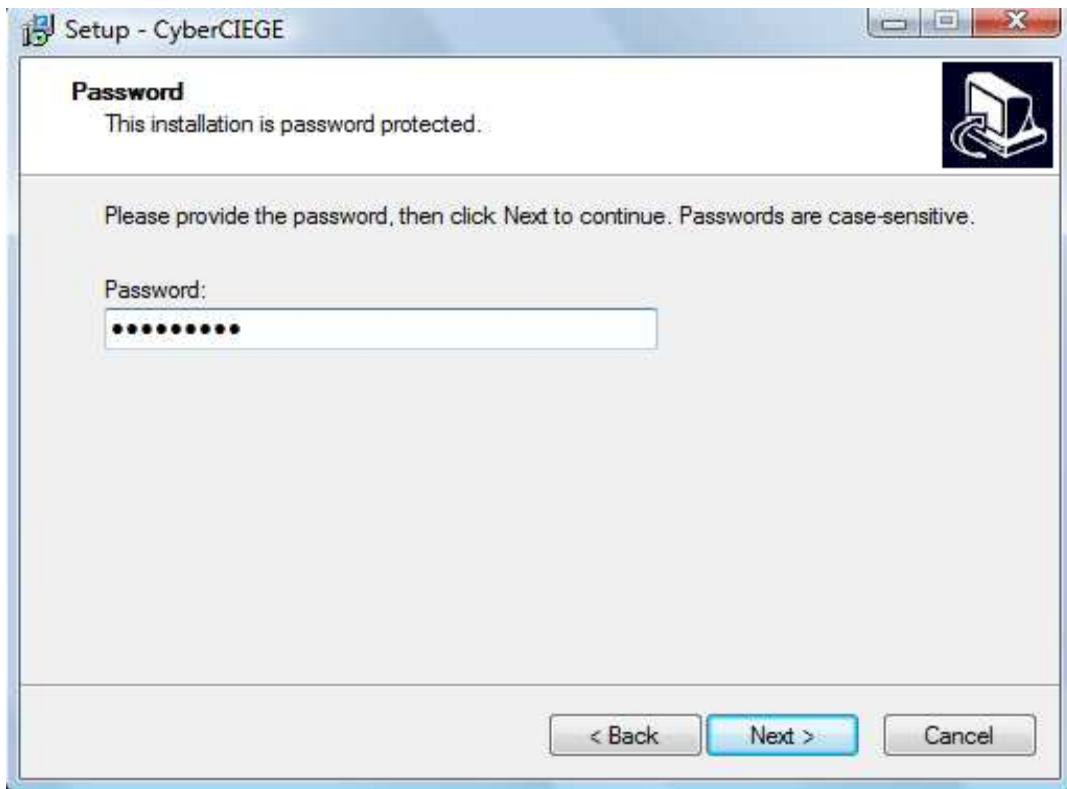 Setup - CyberCIEGE
Password
This installation is password protected.
Please provide the password, then click Next to continue. Passwords are case-sensitive.
Password:
•••••••••
< Back
Next >
Cancel